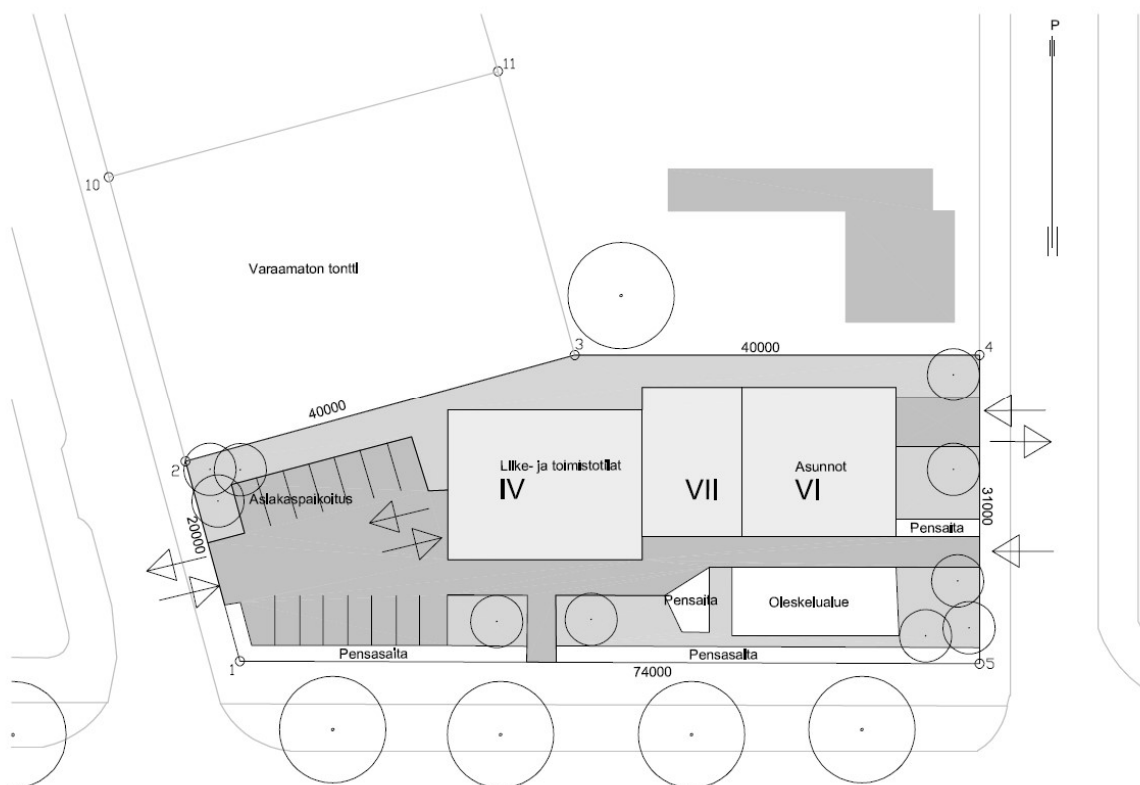 P
11
10
Varaamaton tontti
3
40000
4
40000
2
Liike- ja toimistotilat
IV
VII
Asunnot
VI
Asiakaspaikoitus
20000
31000
Pensaita
Pensaita
Oleskelualue
1
Pensasaita
Pensasaita
74000
5